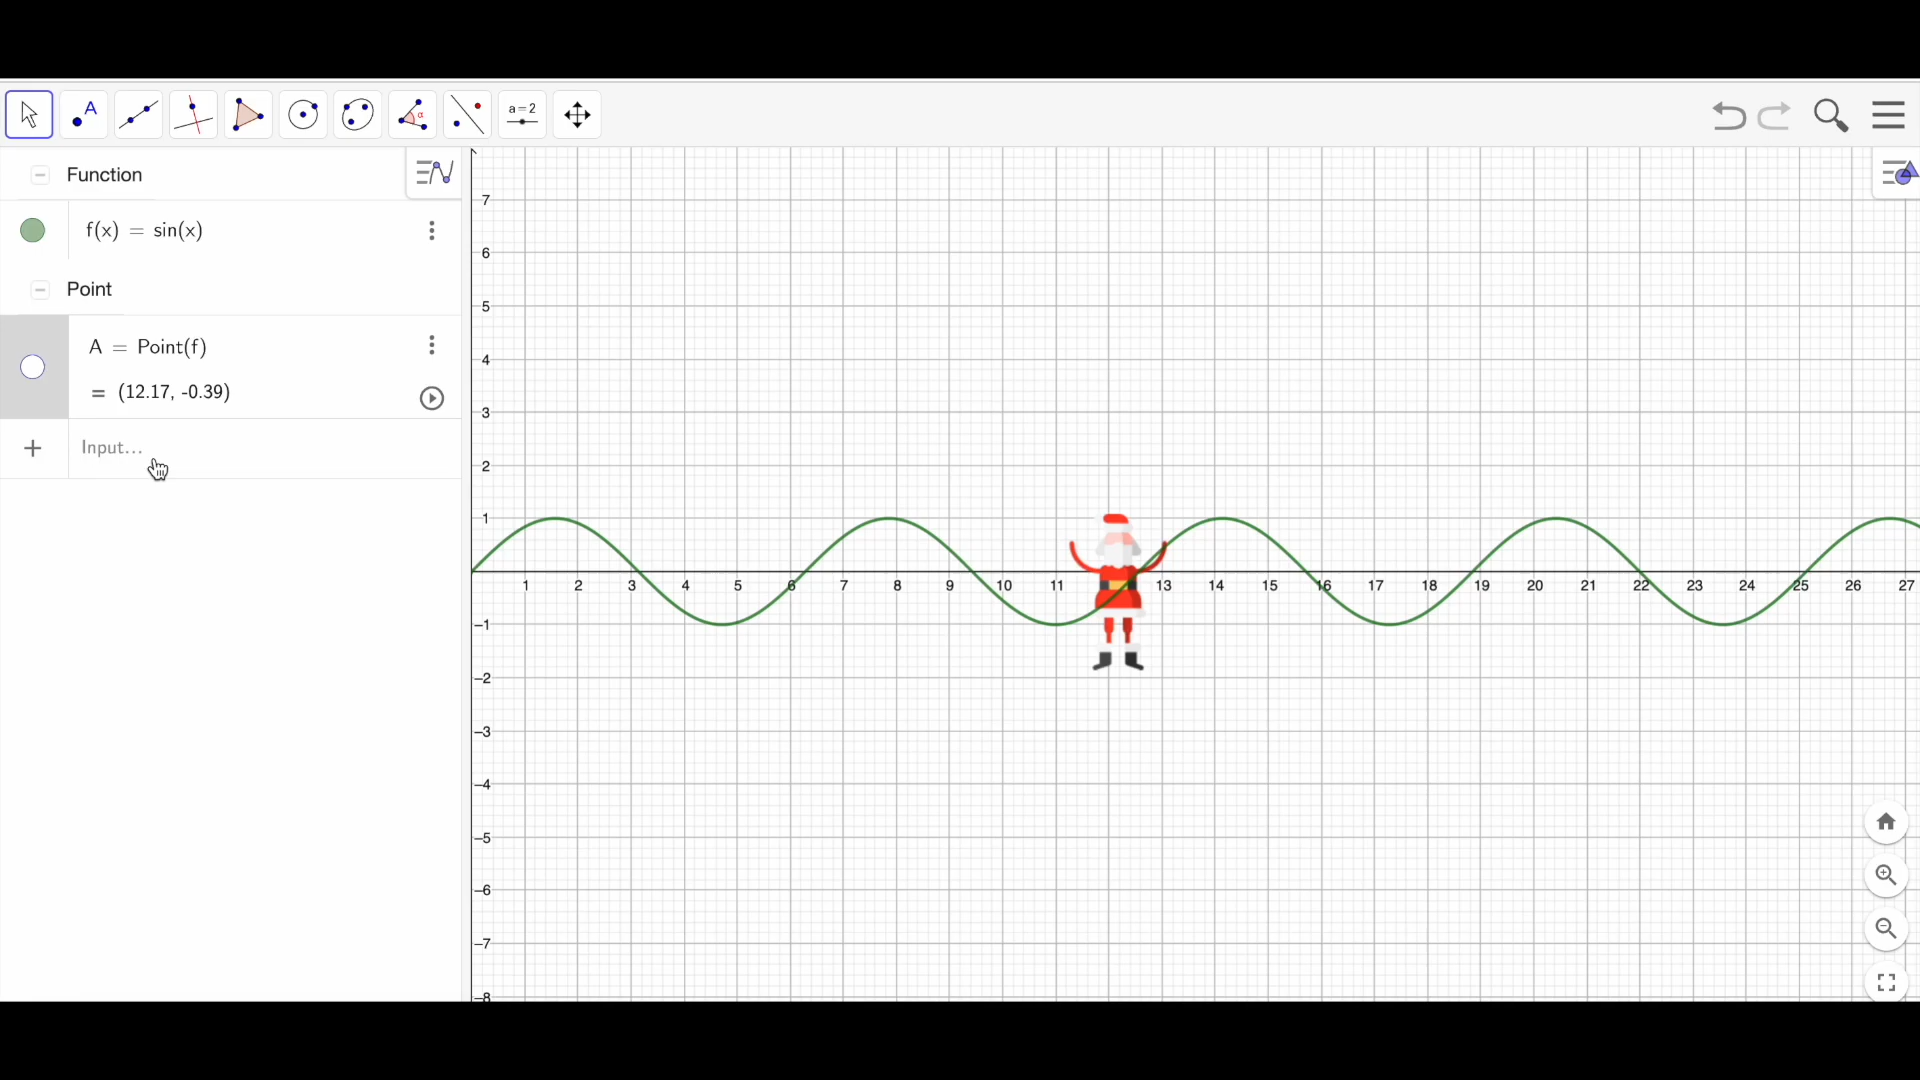 A
α
a=2
Function
f(x) = sin(x)
Point
A = Point(f)
= (12.17, -0.39)
+ Input...
7
6
5
4
3
2
1
1 2 3 4 5 6 7 8 9 10 11 13 14 15 16 17 18 19 20 21 22 23 24 25 26 27
-1
-2
-3
-4
-5
-6
-7
-8